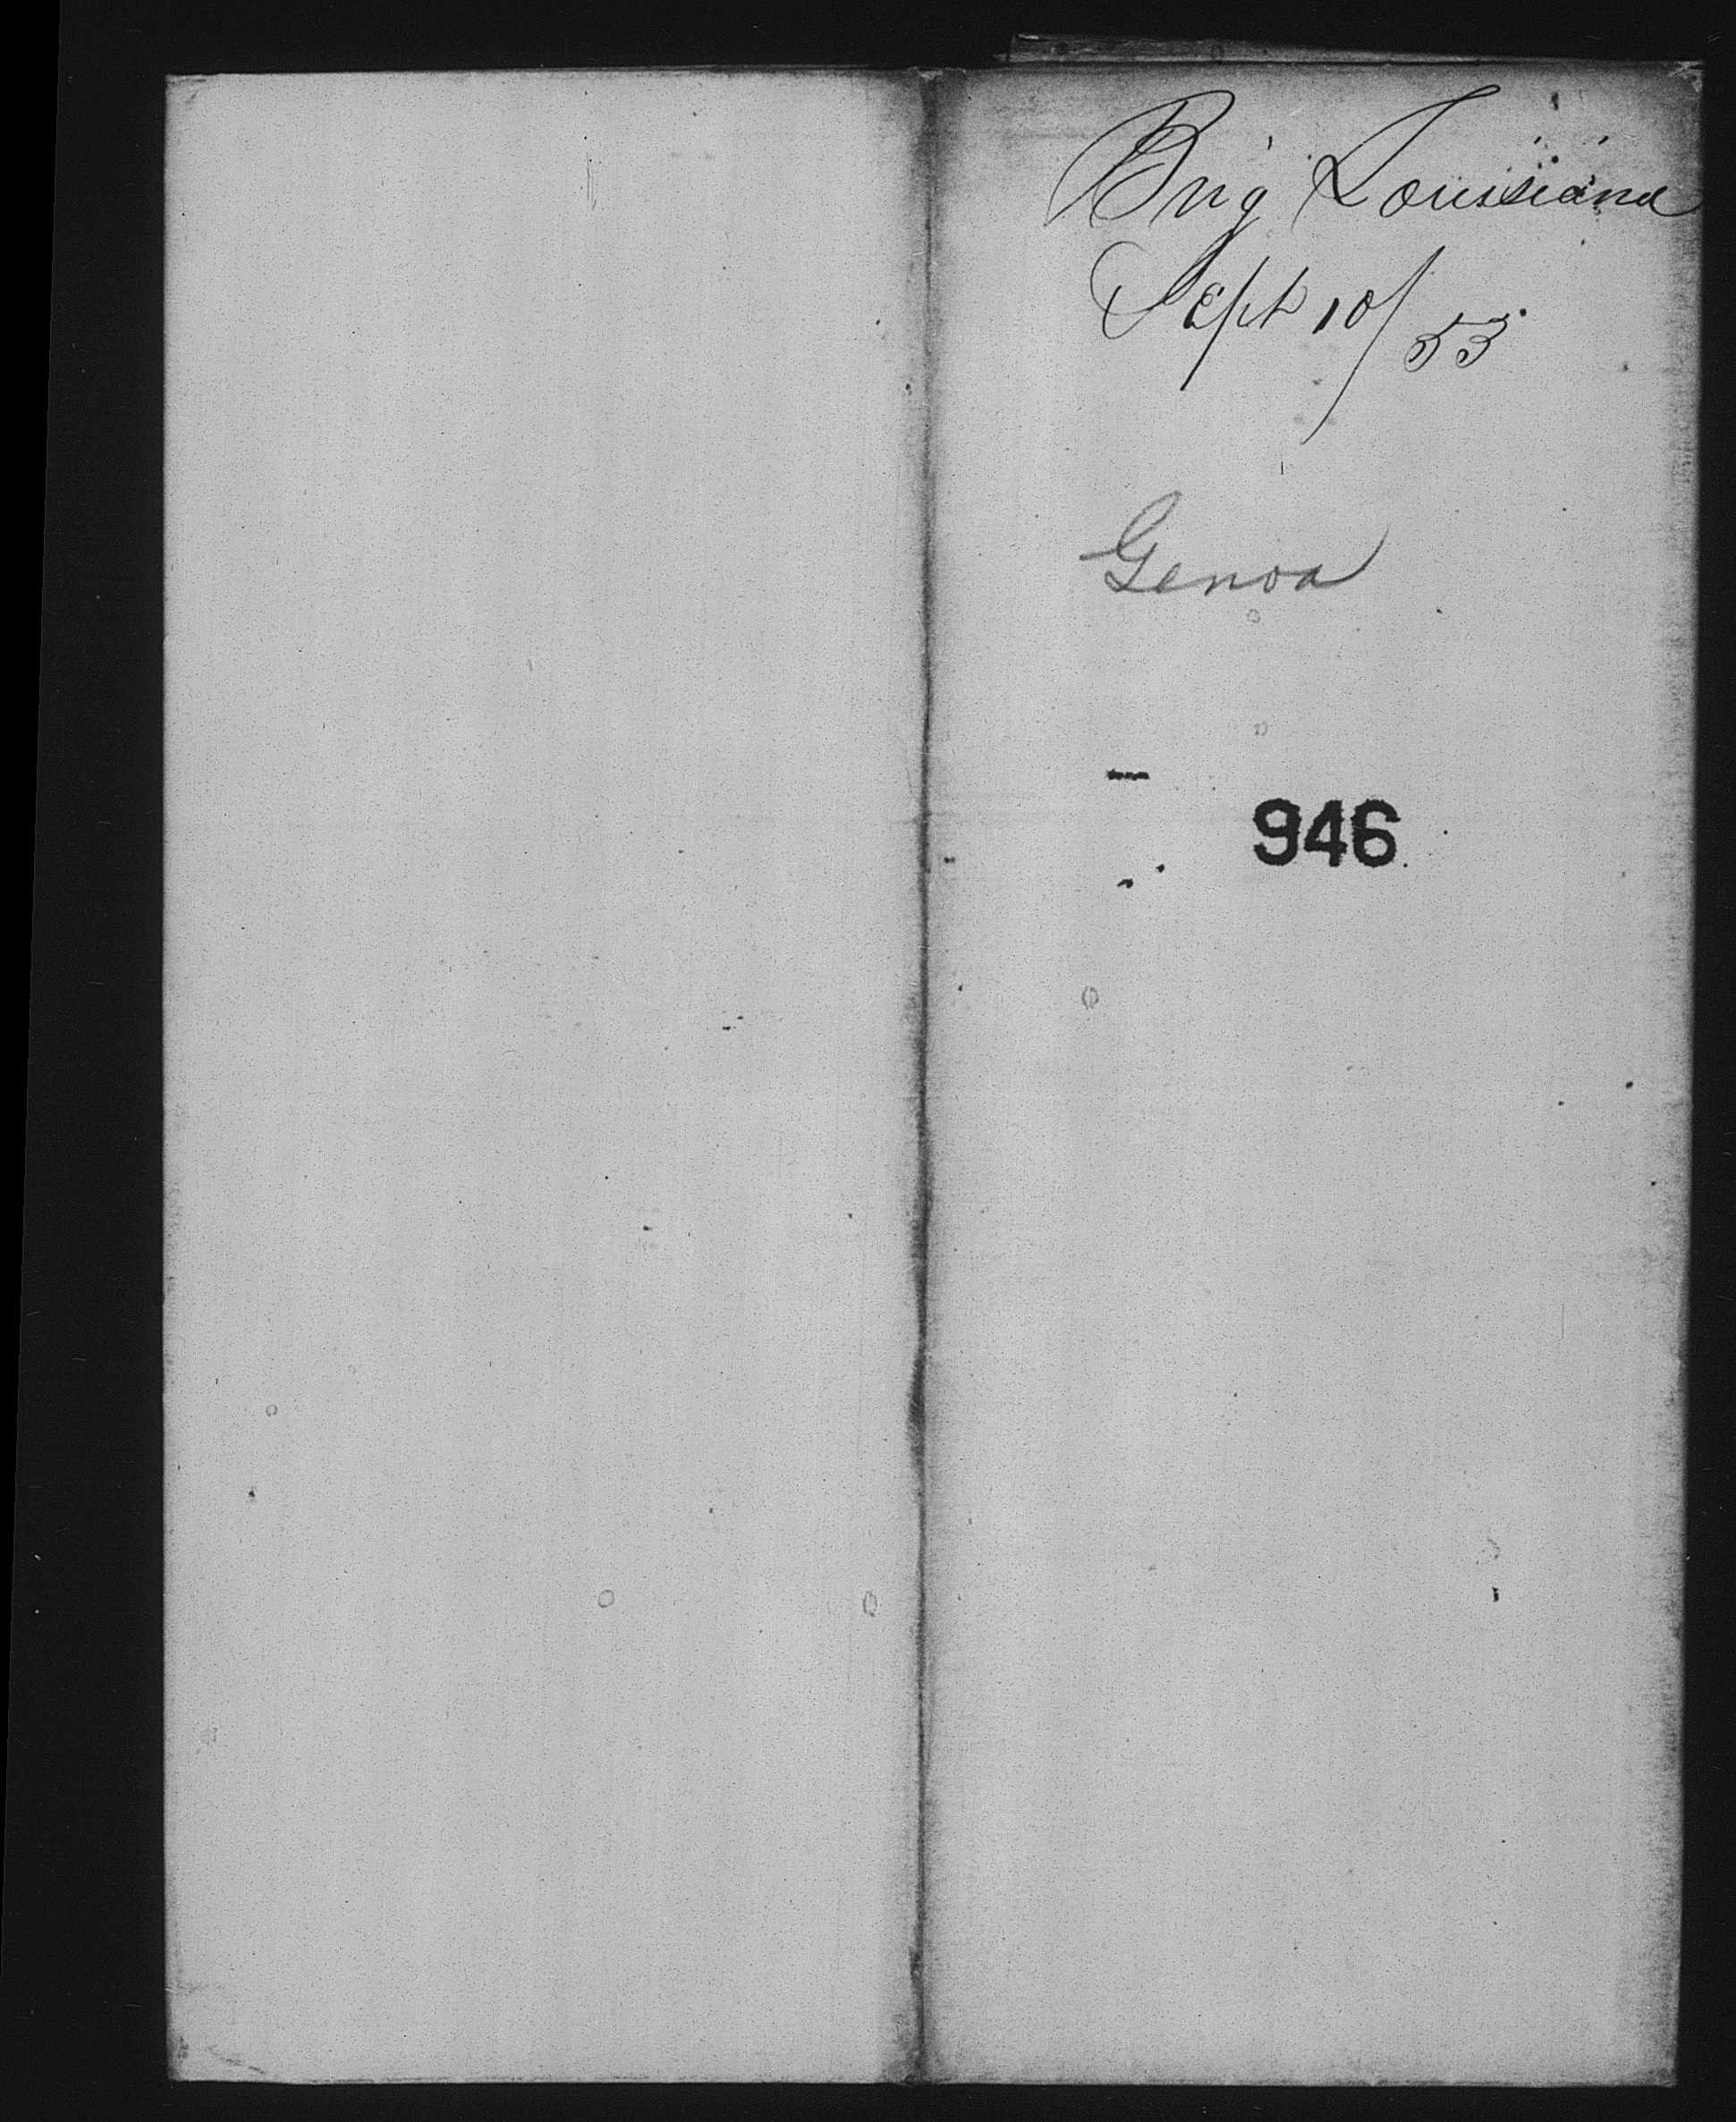 Brig Louisiana
Sept 10/53
Genoa
946